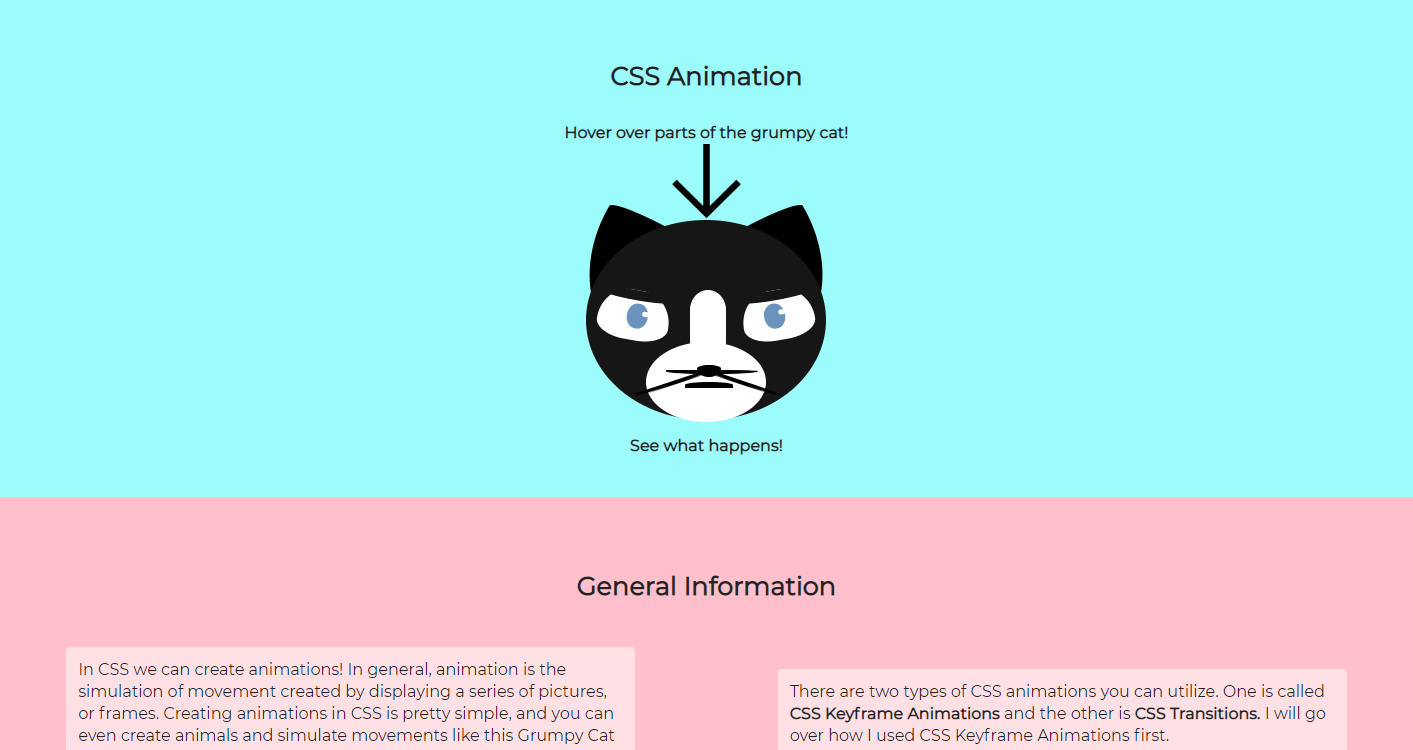 CSS Animation
Hover over parts of the grumpy cat!
See what happens!
General Information
In CSS we can create animations! In general, animation is the
simulation of movement created by displaying a series of pictures,
or frames. Creating animations in CSS is pretty simple, and you can
even create animals and simulate movements like this Grumpy Cat
There are two types of CSS animations you can utilize. One is called
CSS Keyframe Animations and the other is CSS Transitions. I will go
over how I used CSS Keyframe Animations first.